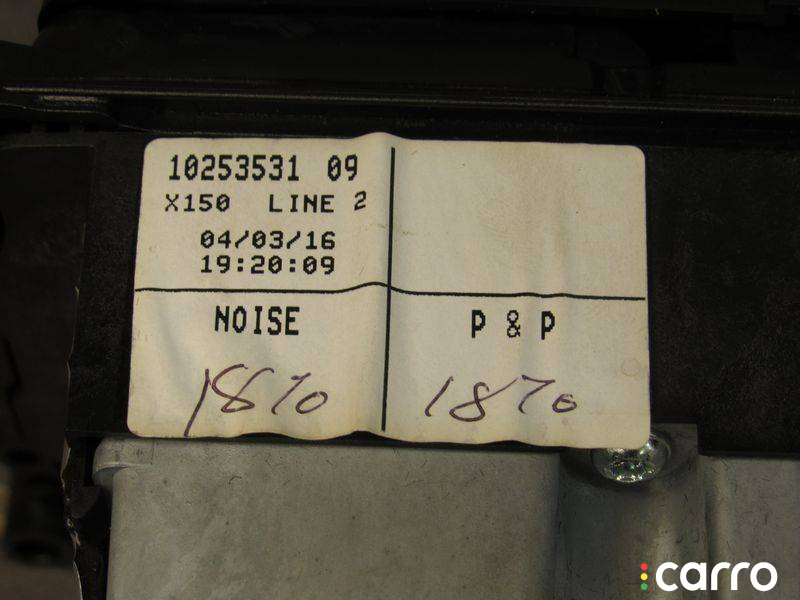 10253531 09
X150 LINE 2
04/03/16
19:20:09
NOISE
P & P
1870
1870
carro